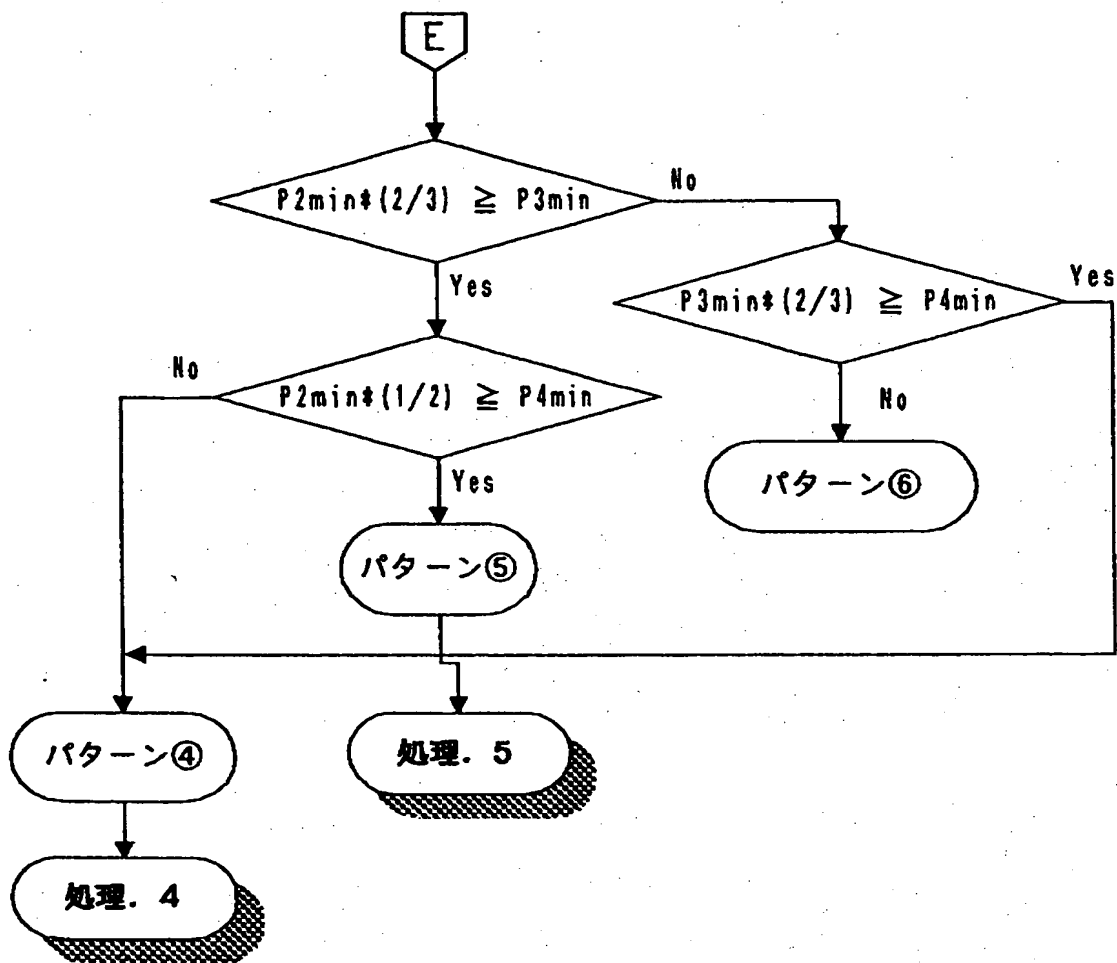 E
P2min*(2/3) ≧ P3min
No
Yes
P3min*(2/3) ≧ P4min
Yes
No
P2min*(1/2) ≧ P4min
No
Yes
パターン⑥
パターン⑤
パターン④
処理. 5
処理. 4